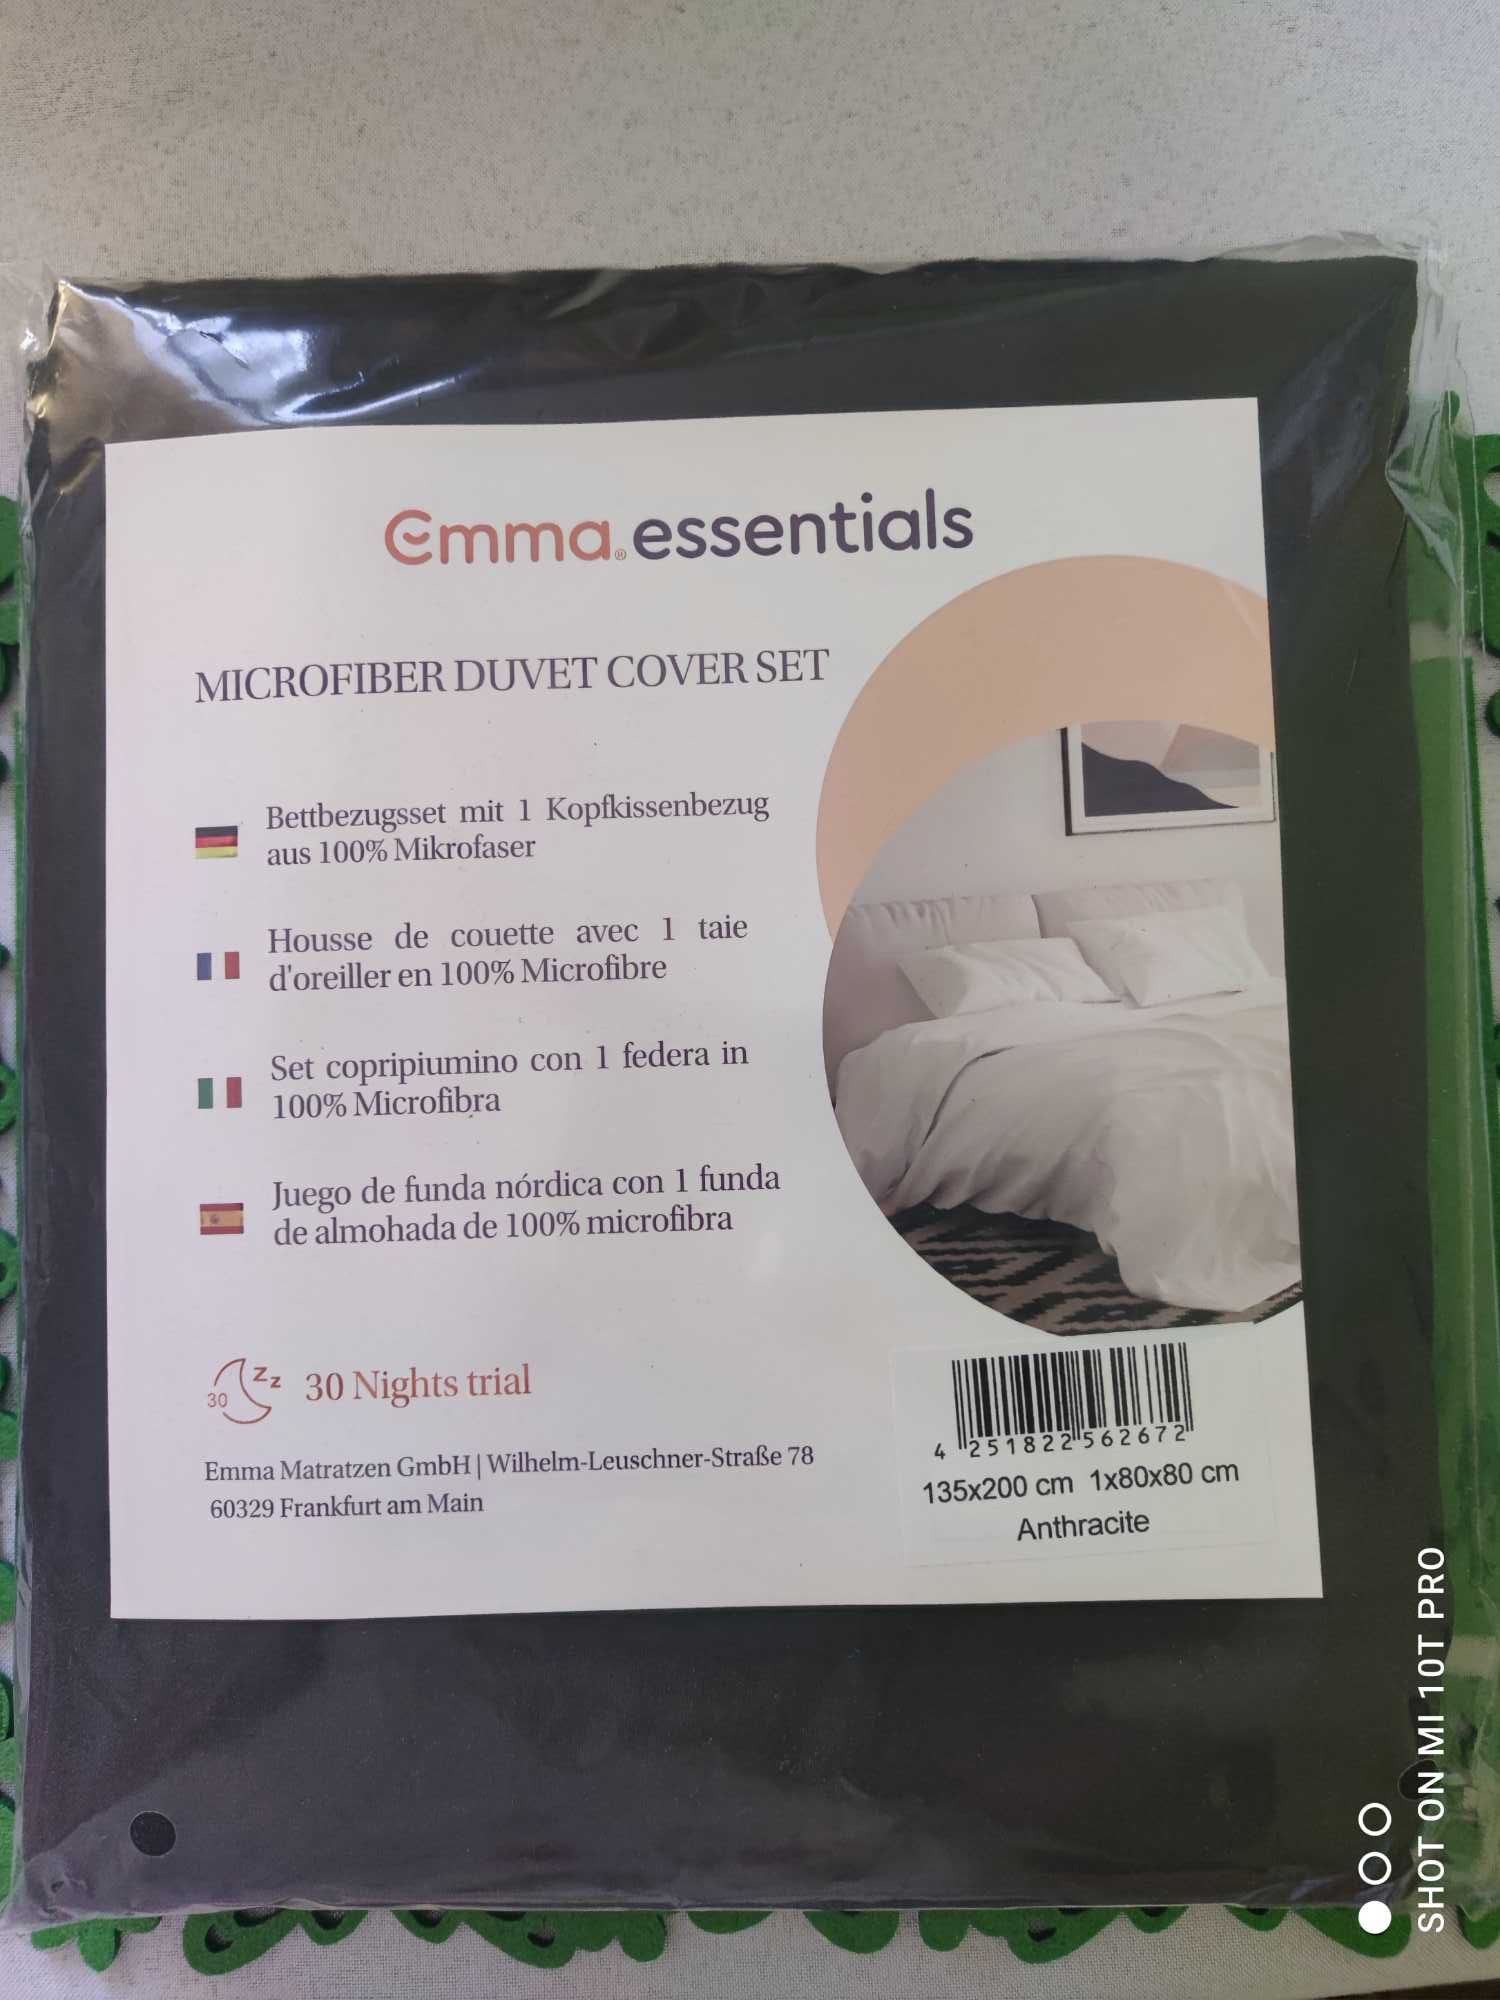 emma® essentials
MICROFIBER DUVET COVER SET
Bettbezugsset mit 1 Kopfkissenbezug
aus 100% Mikrofaser
Housse de couette avec 1 taie
d'oreiller en 100% Microfibre
Set copripiumino con 1 federa in
100% Microfibra
Juego de funda nórdica con 1 funda
de almohada de 100% microfibra
30 zz 30 Nights trial
Emma Matratzen GmbH | Wilhelm-Leuschner-Straße 78
60329 Frankfurt am Main
4 251822 562672
135x200 cm 1x80x80 cm
Anthracite
SHOT ON MI 10T PRO